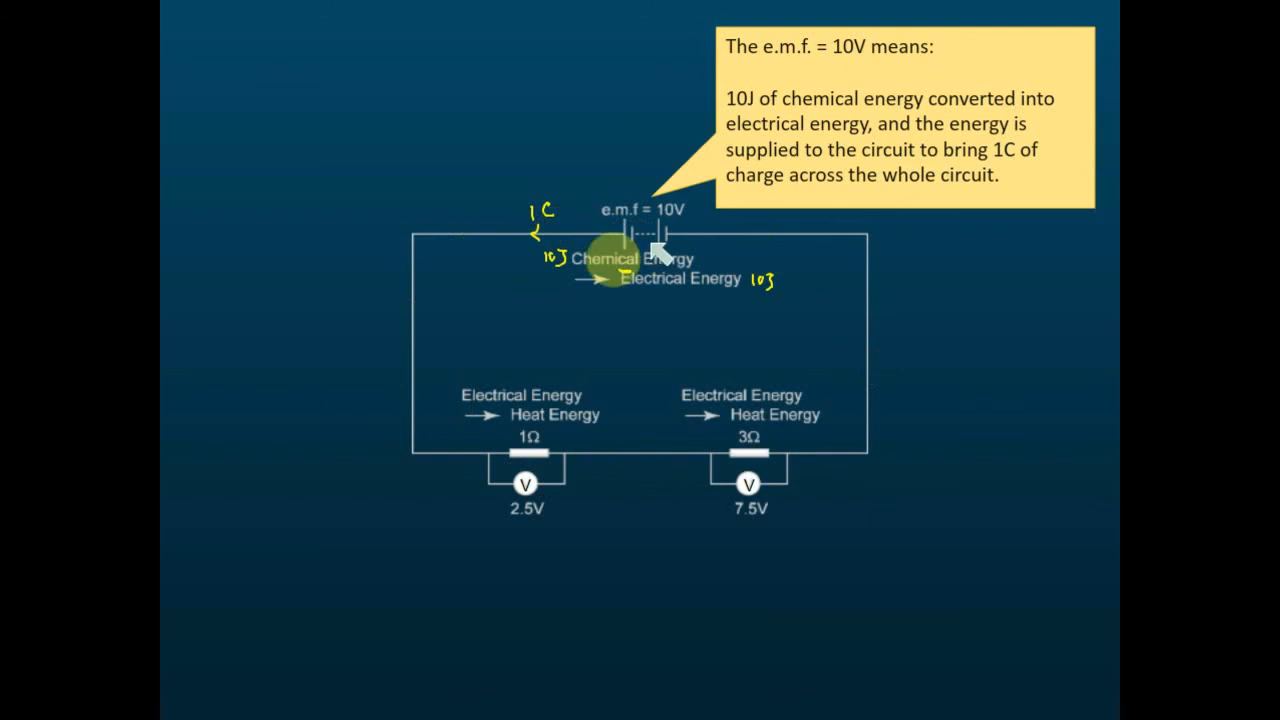 The e.m.f. = 10V means:
10J of chemical energy converted into
electrical energy, and the energy is
supplied to the circuit to bring 1C of
charge across the whole circuit.
1C
e.m.f = 10V
10J Chemical Energy
Electrical Energy 10J
Electrical Energy
Heat Energy
1Ω
V
2.5V
Electrical Energy
Heat Energy
3Ω
V
7.5V